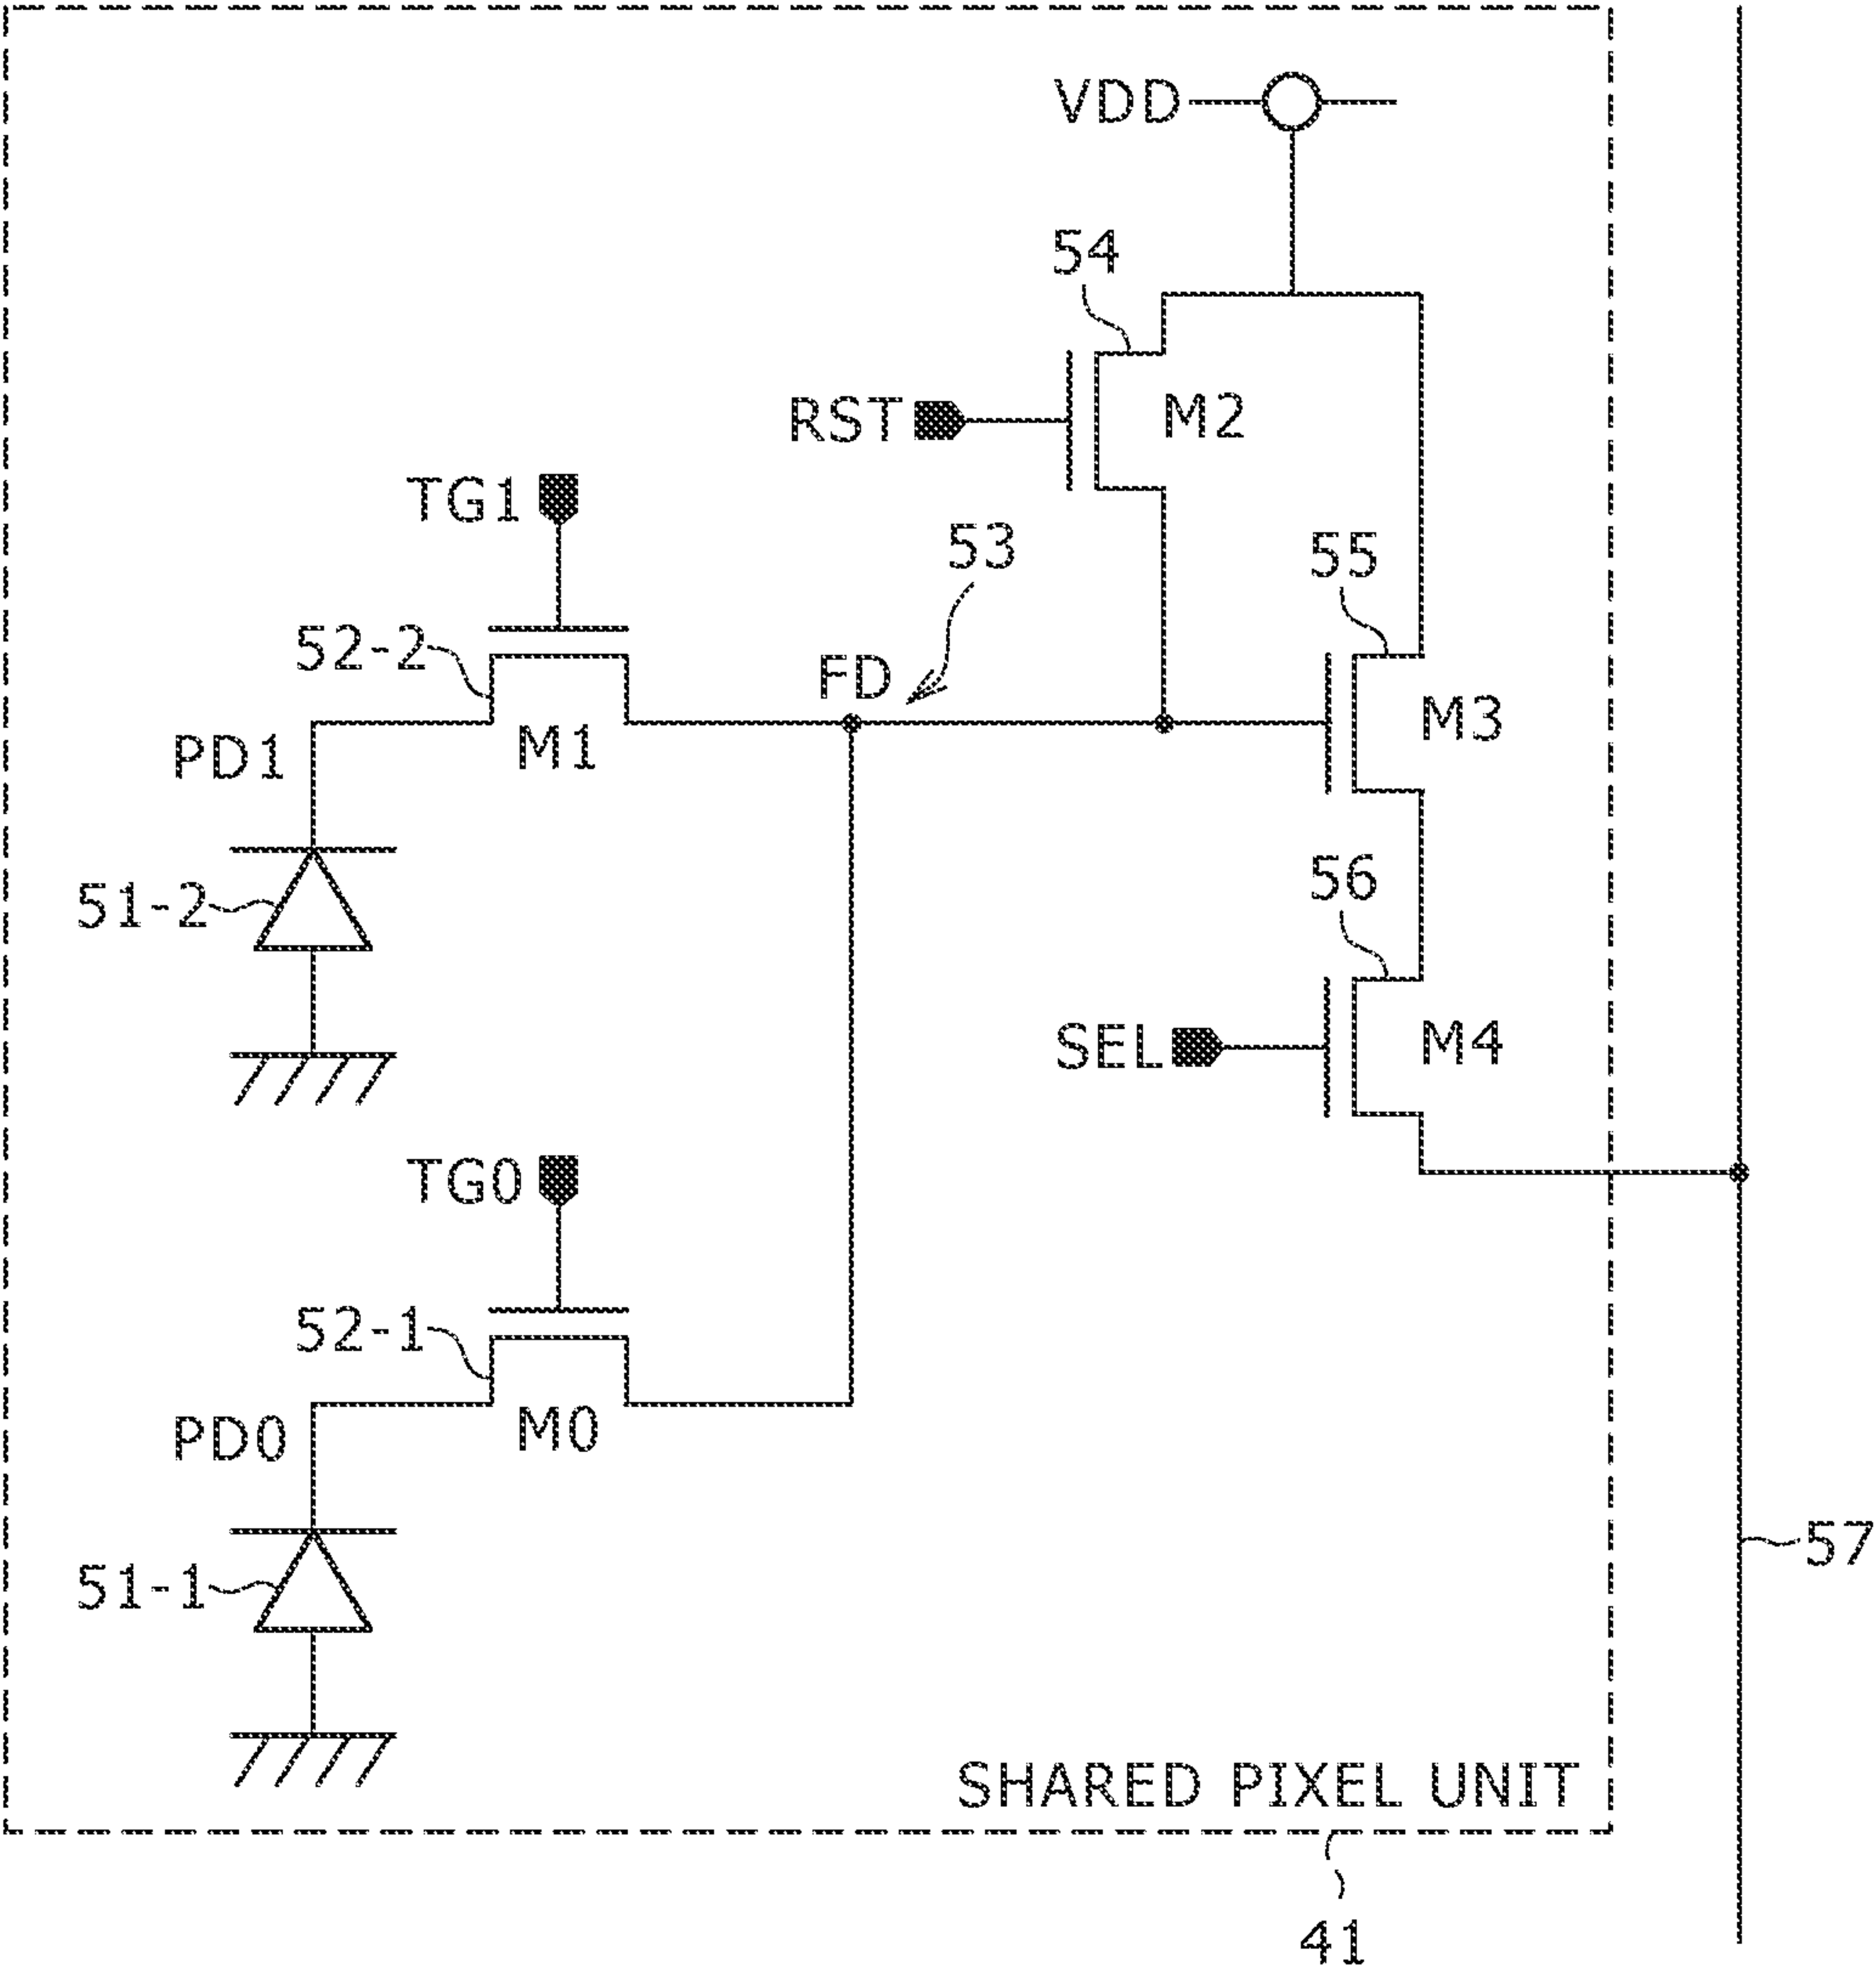 VDD
54
RST
M2
TG1
53
55
52-2
FD
M3
M1
PD1
56
51-2
SEL
M4
TG0
52-1
M0
PD0
57
51-1
SHARED PIXEL UNIT
41